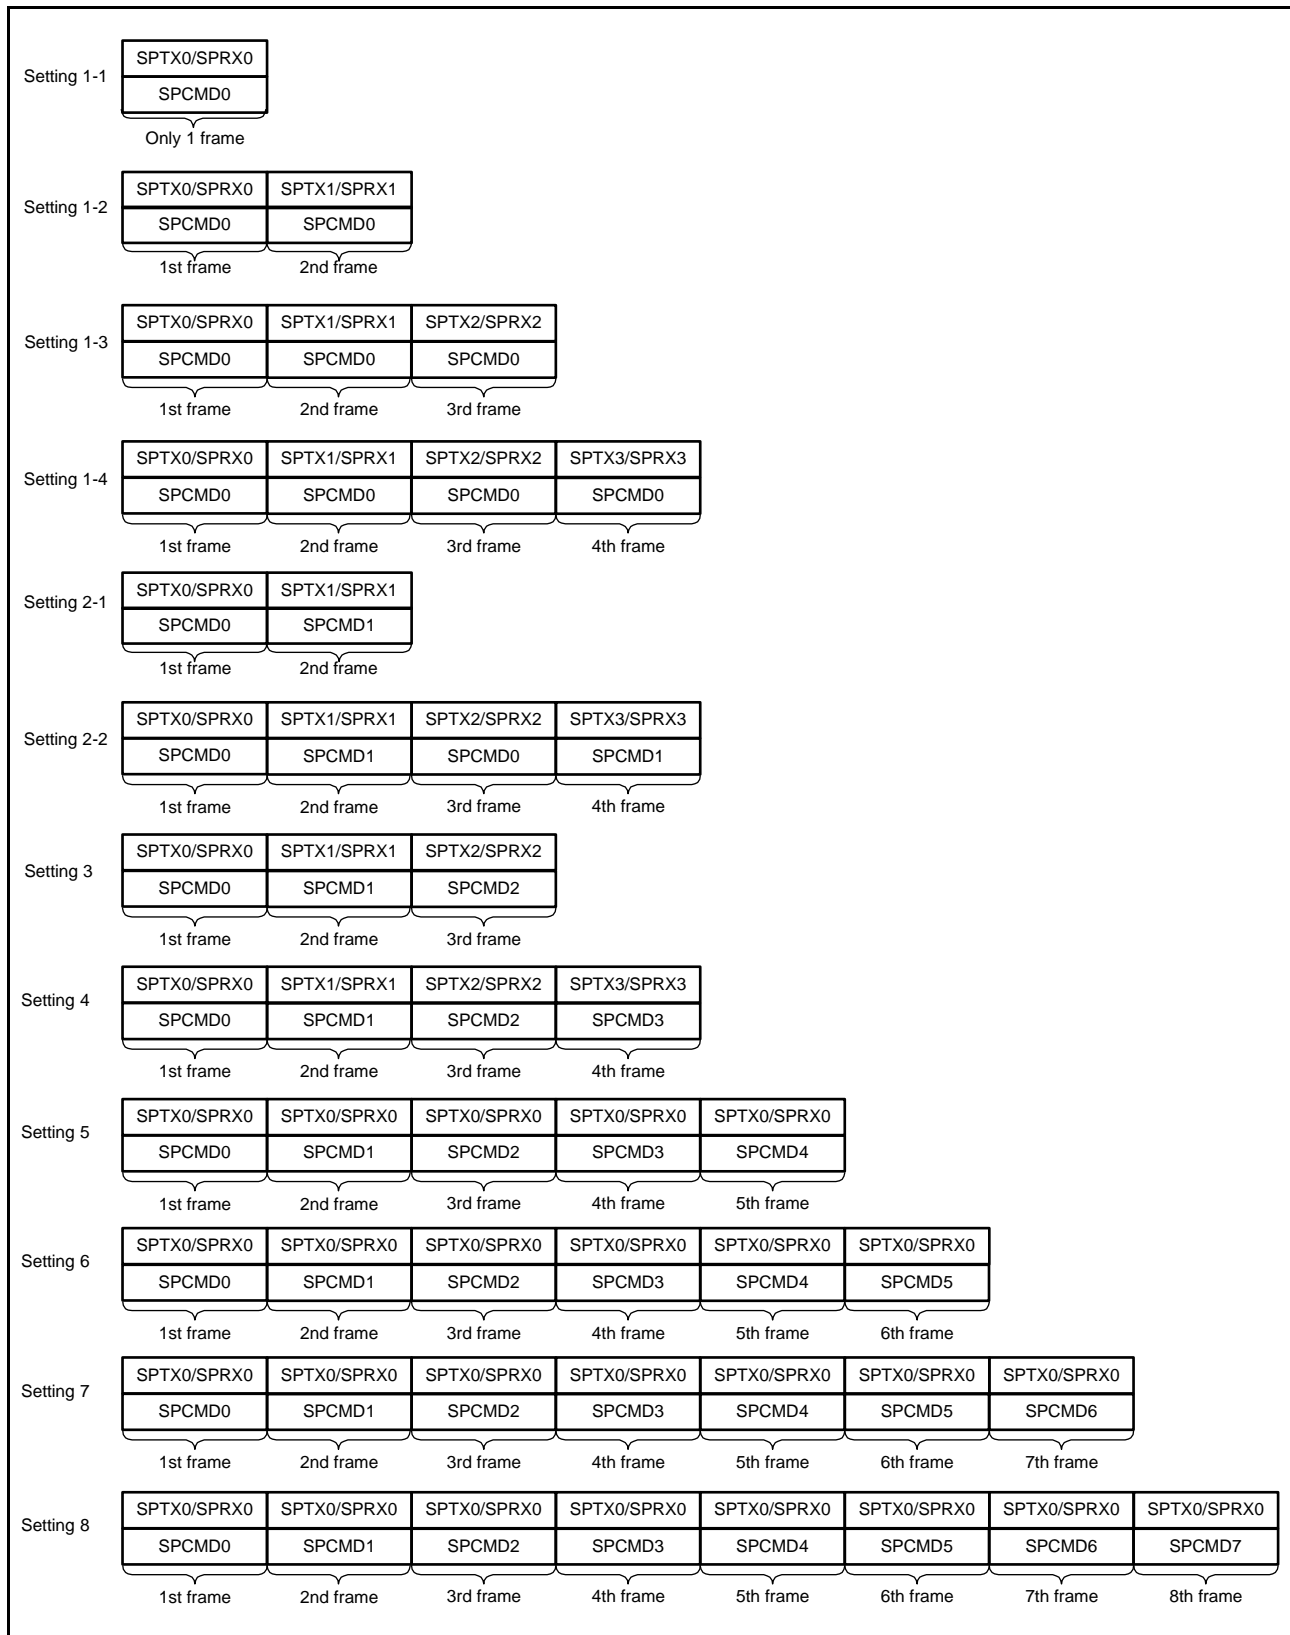 SPTX0/SPRX0
Setting 1-1
SPCMD0
Only 1 frame
SPTX0/SPRX0 SPTX1/SPRX1
Setting 1-2
SPCMD0 SPCMD0
1st frame 2nd frame
SPTX0/SPRX0 SPTX1/SPRX1 SPTX2/SPRX2
Setting 1-3
SPCMD0 SPCMD0 SPCMD0
1st frame 2nd frame 3rd frame
SPTX0/SPRX0 SPTX1/SPRX1 SPTX2/SPRX2 SPTX3/SPRX3
Setting 1-4
SPCMD0 SPCMD0 SPCMD0 SPCMD0
1st frame 2nd frame 3rd frame 4th frame
SPTX0/SPRX0 SPTX1/SPRX1
Setting 2-1
SPCMD0 SPCMD1
1st frame 2nd frame
SPTX0/SPRX0 SPTX1/SPRX1 SPTX2/SPRX2 SPTX3/SPRX3
Setting 2-2
SPCMD0 SPCMD1 SPCMD0 SPCMD1
1st frame 2nd frame 3rd frame 4th frame
SPTX0/SPRX0 SPTX1/SPRX1 SPTX2/SPRX2
Setting 3
SPCMD0 SPCMD1 SPCMD2
1st frame 2nd frame 3rd frame
SPTX0/SPRX0 SPTX1/SPRX1 SPTX2/SPRX2 SPTX3/SPRX3
Setting 4
SPCMD0 SPCMD1 SPCMD2 SPCMD3
1st frame 2nd frame 3rd frame 4th frame
SPTX0/SPRX0 SPTX0/SPRX0 SPTX0/SPRX0 SPTX0/SPRX0 SPTX0/SPRX0
Setting 5
SPCMD0 SPCMD1 SPCMD2 SPCMD3 SPCMD4
1st frame 2nd frame 3rd frame 4th frame 5th frame
SPTX0/SPRX0 SPTX0/SPRX0 SPTX0/SPRX0 SPTX0/SPRX0 SPTX0/SPRX0 SPTX0/SPRX0
Setting 6
SPCMD0 SPCMD1 SPCMD2 SPCMD3 SPCMD4 SPCMD5
1st frame 2nd frame 3rd frame 4th frame 5th frame 6th frame
SPTX0/SPRX0 SPTX0/SPRX0 SPTX0/SPRX0 SPTX0/SPRX0 SPTX0/SPRX0 SPTX0/SPRX0 SPTX0/SPRX0
Setting 7
SPCMD0 SPCMD1 SPCMD2 SPCMD3 SPCMD4 SPCMD5 SPCMD6
1st frame 2nd frame 3rd frame 4th frame 5th frame 6th frame 7th frame
SPTX0/SPRX0 SPTX0/SPRX0 SPTX0/SPRX0 SPTX0/SPRX0 SPTX0/SPRX0 SPTX0/SPRX0 SPTX0/SPRX0 SPTX0/SPRX0
Setting 8
SPCMD0 SPCMD1 SPCMD2 SPCMD3 SPCMD4 SPCMD5 SPCMD6 SPCMD7
1st frame 2nd frame 3rd frame 4th frame 5th frame 6th frame 7th frame 8th frame